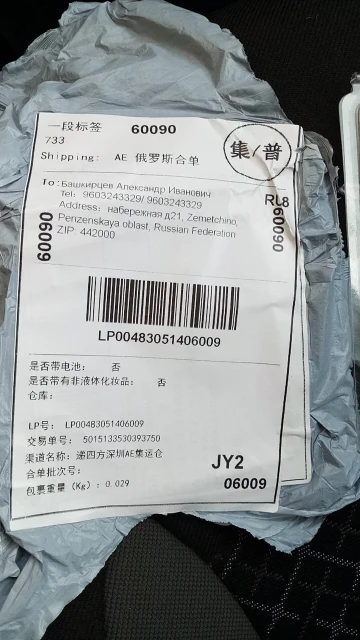 一段标签 60090
733
Shipping: AE 俄罗斯合单
集/普
To: Башкирцев Александр Иванович
Tel: 9603243329/ 9603243329
Address: набережная д21, Zemetchino,
Penzenskaya oblast, Russian Federation
ZIP: 442000
RL8
60090
60090
LP00483051406009
是否带电池: 否
是否带有非液体化妆品: 否
仓库:
LP号: LP00483051406009
交易单号: 5015133530393750
渠道名称: 递四方深圳AE集运仓
合单批次号:
包裹重量 (Kg): 0.029
JY2
06009